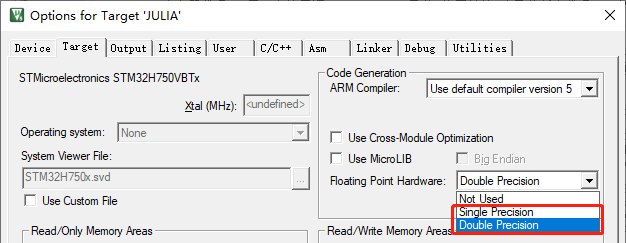 Options for Target 'JULIA'
Device Target Output Listing User C/C++ Asm Linker Debug Utilities
STMicroelectronics STM32H750VBTx
Xtal (MHz): <undefined>
Operating system: None
System Viewer File:
STM32H750x.svd ...
Use Custom File
Code Generation
ARM Compiler: Use default compiler version 5
Use Cross-Module Optimization
Use MicroLIB Big Endian
Floating Point Hardware: Double Precision
Not Used
Single Precision
Double Precision
Read/Only Memory Areas
Read/Write Memory Areas